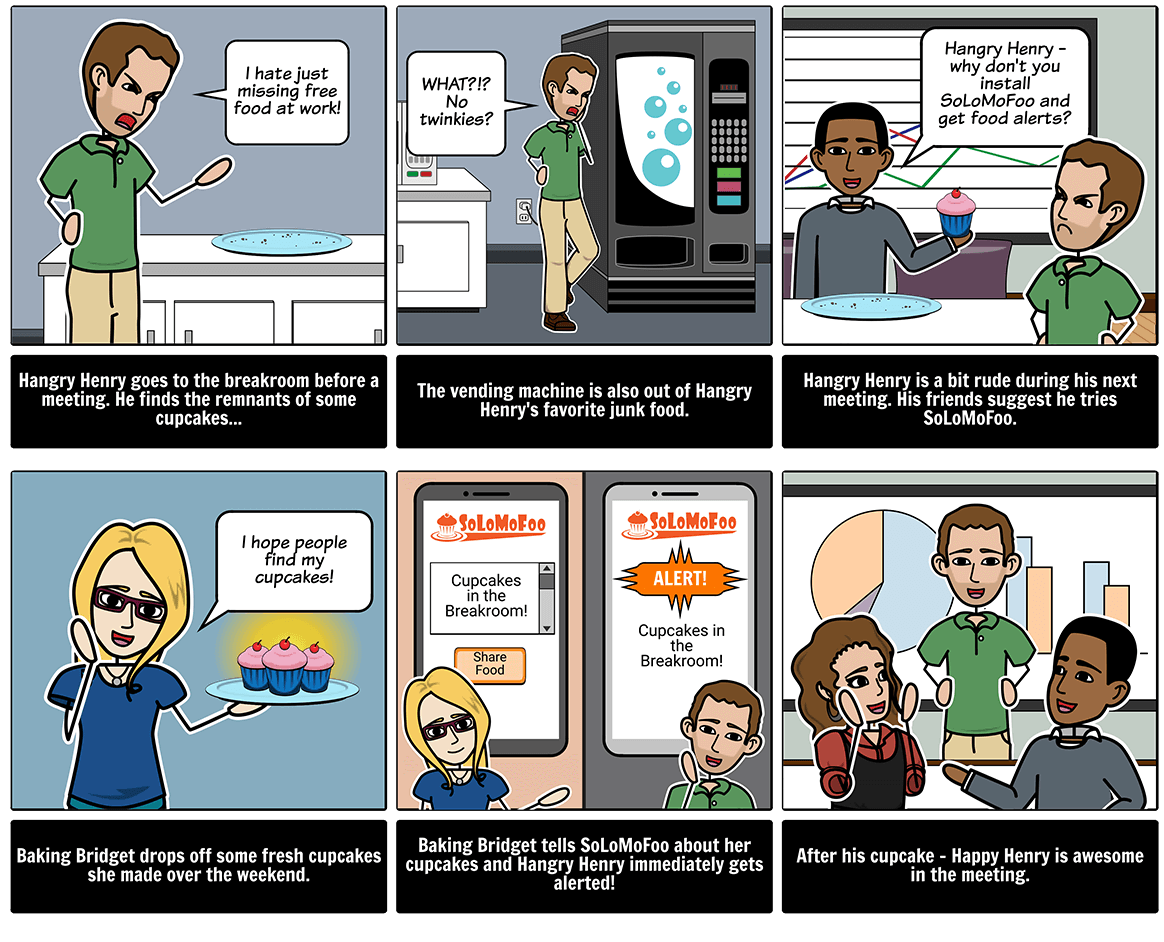 I hate just
missing free
food at work!
WHAT?!?
No
twinkies?
Hangry Henry -
why don't you
install
SoLoMoFoo and
get food alerts?
Hangry Henry goes to the breakroom before a
meeting. He finds the remnants of some
cupcakes...
The vending machine is also out of Hangry
Henry's favorite junk food.
Hangry Henry is a bit rude during his next
meeting. His friends suggest he tries
SoLoMoFoo.
I hope people
find my
cupcakes!
SoLoMoFoo
Cupcakes
in the
Breakroom!
Share
Food
SoLoMoFoo
ALERT!
Cupcakes in
the
Breakroom!
Baking Bridget drops off some fresh cupcakes
she made over the weekend.
Baking Bridget tells SoLoMoFoo about her
cupcakes and Hangry Henry immediately gets
alerted!
After his cupcake - Happy Henry is awesome
in the meeting.